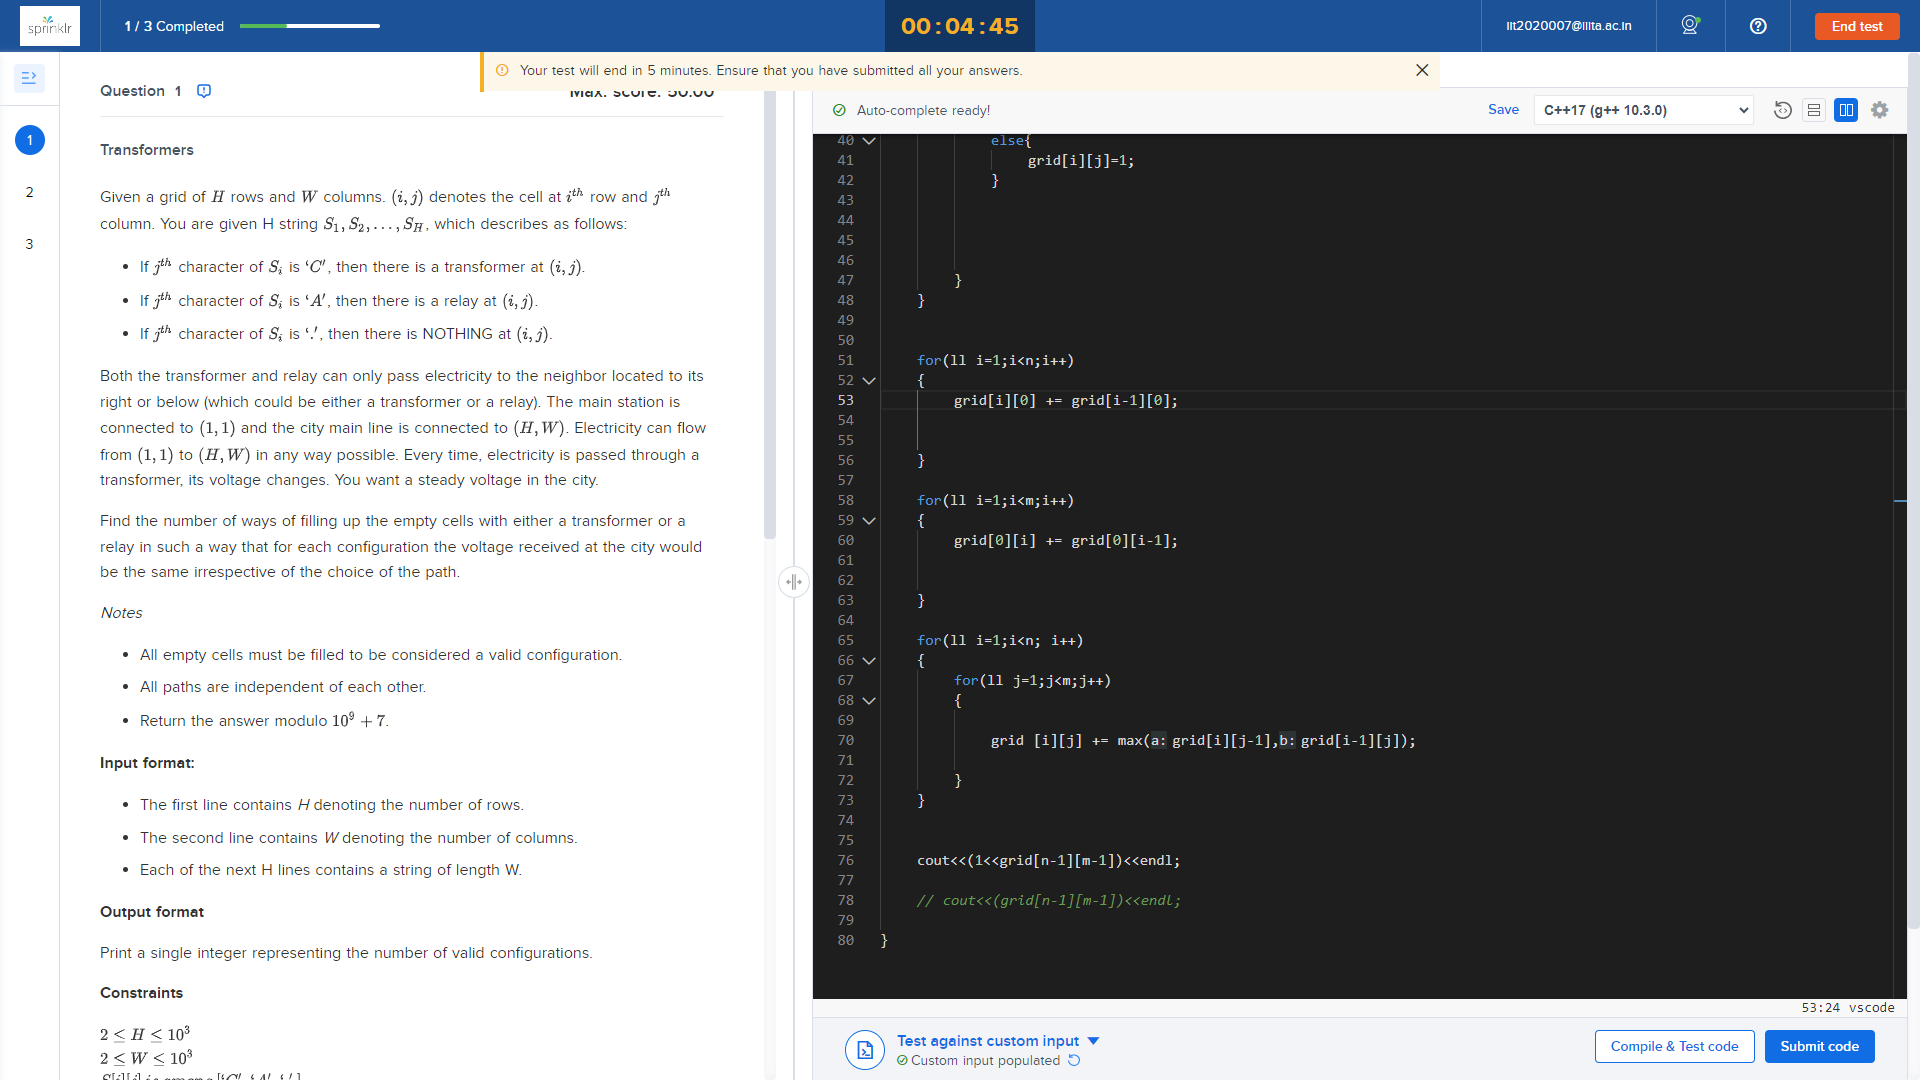 sprinklr
1 / 3 Completed
00:04:45
iit2020007@iiita.ac.in
End test
Your test will end in 5 minutes. Ensure that you have submitted all your answers.
Question 1
Max. score: 50.00
1
2
3
Transformers
Given a grid of H rows and W columns. (i, j) denotes the cell at i^th row and j^th
column. You are given H string S₁, S₂, . . . , S_H, which describes as follows:
• If j^th character of S_i is ‘C′, then there is a transformer at (i, j).
• If j^th character of S_i is ‘A′, then there is a relay at (i, j).
• If j^th character of S_i is ‘.′, then there is NOTHING at (i, j).
Both the transformer and relay can only pass electricity to the neighbor located to its
right or below (which could be either a transformer or a relay). The main station is
connected to (1, 1) and the city main line is connected to (H, W). Electricity can flow
from (1, 1) to (H, W) in any way possible. Every time, electricity is passed through a
transformer, its voltage changes. You want a steady voltage in the city.
Find the number of ways of filling up the empty cells with either a transformer or a
relay in such a way that for each configuration the voltage received at the city would
be the same irrespective of the choice of the path.
Notes
• All empty cells must be filled to be considered a valid configuration.
• All paths are independent of each other.
• Return the answer modulo 10⁹ + 7.
Input format:
• The first line contains H denoting the number of rows.
• The second line contains W denoting the number of columns.
• Each of the next H lines contains a string of length W.
Output format
Print a single integer representing the number of valid configurations.
Constraints
2 ≤ H ≤ 10³
2 ≤ W ≤ 10³
Auto-complete ready!
Save
C++17 (g++ 10.3.0)
40 else{
41 grid[i][j]=1;
42 }
43
44
45
46
47 }
48 }
49
50
51 for(ll i=1;i<n;i++)
52 {
53 grid[i][0] += grid[i-1][0];
54
55
56 }
57
58 for(ll i=1;i<m;i++)
59 {
60 grid[0][i] += grid[0][i-1];
61
62
63 }
64
65 for(ll i=1;i<n; i++)
66 {
67 for(ll j=1;j<m;j++)
68 {
69
70 grid [i][j] += max(a: grid[i][j-1],b: grid[i-1][j]);
71
72 }
73 }
74
75
76 cout<<(1<<grid[n-1][m-1])<<endl;
77
78 // cout<<(grid[n-1][m-1])<<endl;
79
80 }
53:24 vscode
Test against custom input
Custom input populated
Compile & Test code
Submit code